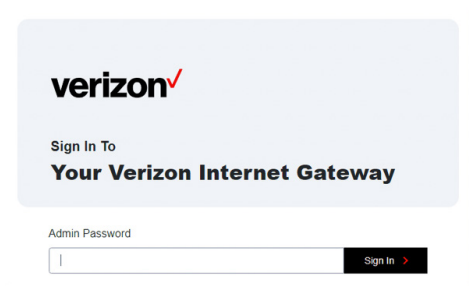 verizon✓
Sign In To
Your Verizon Internet Gateway
Admin Password
Sign In >